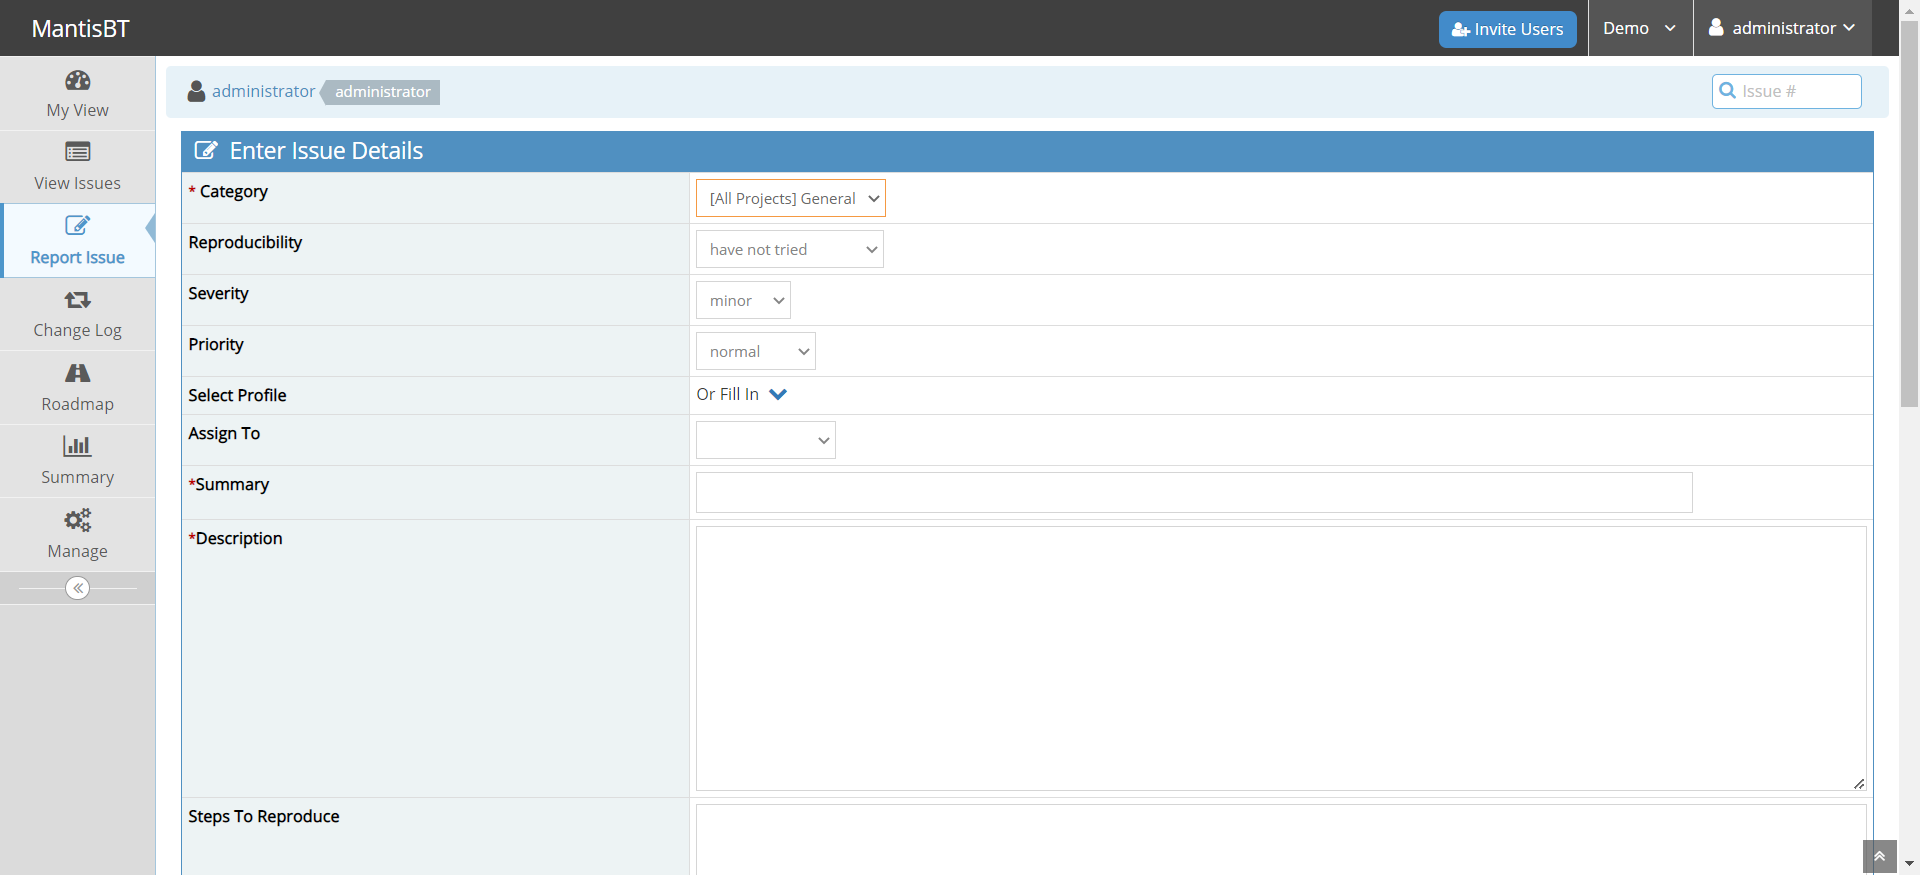 MantisBT
Invite Users
Demo
administrator
My View
View Issues
Report Issue
Change Log
Roadmap
Summary
Manage
administrator
administrator
Issue #
Enter Issue Details
* Category
[All Projects] General
Reproducibility
have not tried
Severity
minor
Priority
normal
Select Profile
Or Fill In
Assign To
*Summary
*Description
Steps To Reproduce